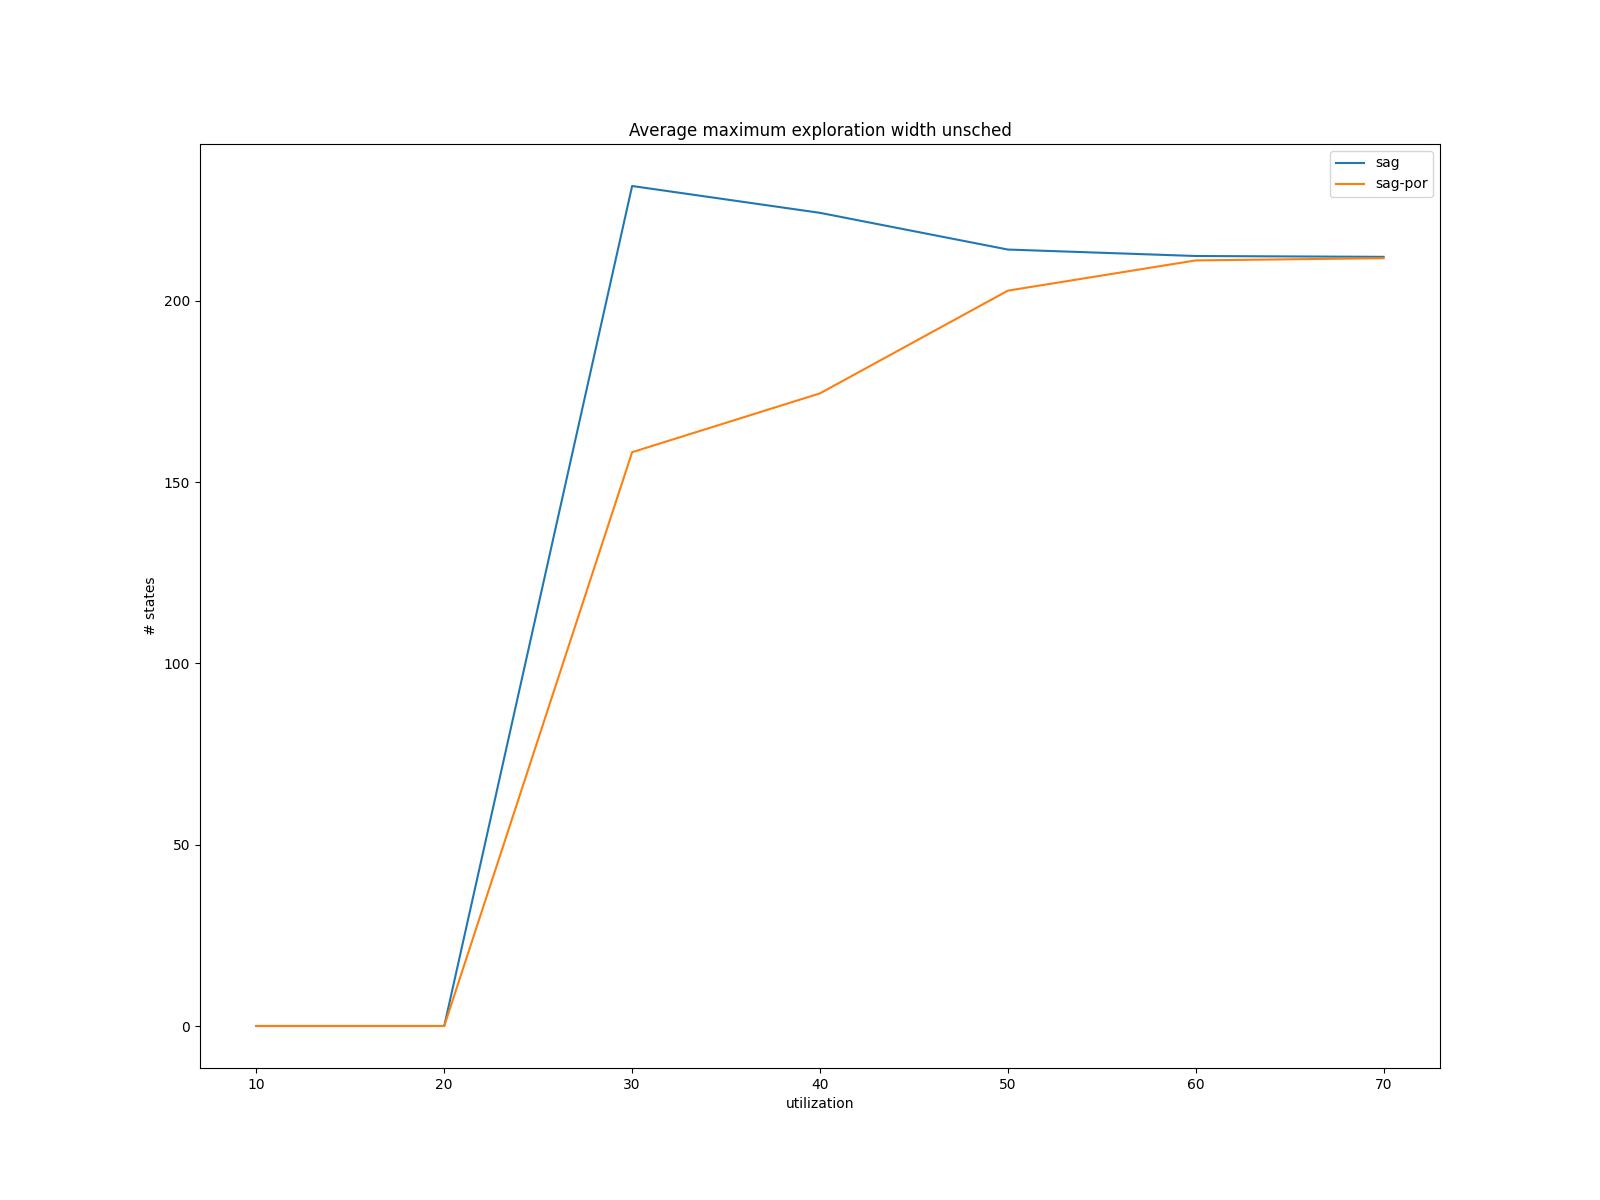 Average maximum exploration width unsched
sag
sag-por
200
150
100
50
0
# states
10 20 30 40 50 60 70
utilization